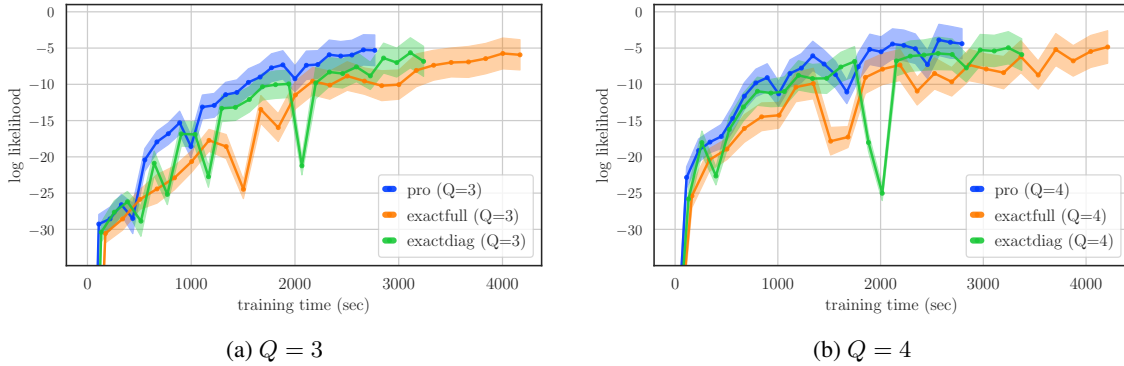 0
−5
−10
−15
−20
−25
−30
log likelihood
0 1000 2000 3000 4000
training time (sec)
pro (Q=3)
exactfull (Q=3)
exactdiag (Q=3)
(a) Q = 3
0
−5
−10
−15
−20
−25
−30
log likelihood
0 1000 2000 3000 4000
training time (sec)
pro (Q=4)
exactfull (Q=4)
exactdiag (Q=4)
(b) Q = 4